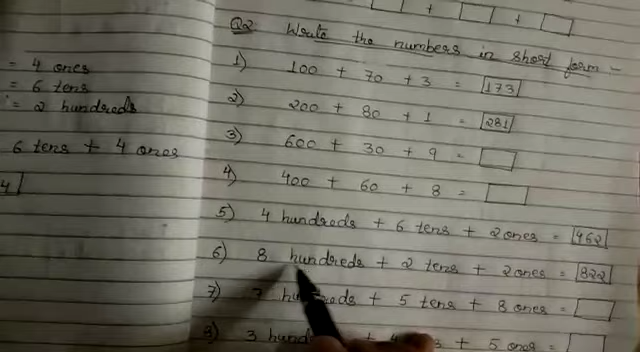 = 4 ones
= 6 tens
= 2 hundreds
6 tens + 4 ones
4
+ +
Q2 Write the numbers in short form -
1) 100 + 70 + 3 = 173
2) 200 + 80 + 1 = 281
3) 600 + 30 + 9 =
4) 400 + 60 + 8 =
5) 4 hundreds + 6 tens + 2 ones = 462
6) 8 hundreds + 2 tens + 2 ones = 822
7) 7 + 5 tens + 8 ones =
8) 3 + 5 ones =